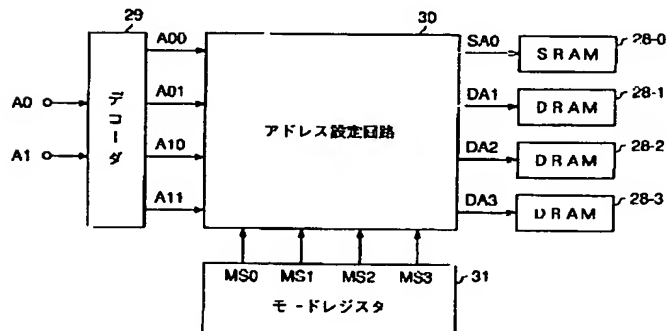 29
30
28-0
A00
SA0
SRAM
A0
デコーダ
A01
アドレス設定回路
DA1
28-1
DRAM
A1
A10
DA2
28-2
DRAM
A11
DA3
28-3
DRAM
MS0 MS1 MS2 MS3
31
モードレジスタ